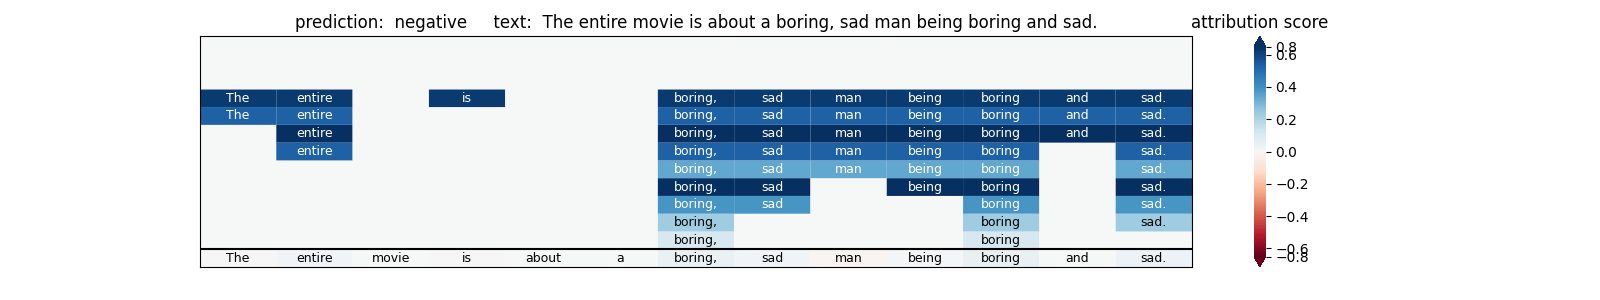 prediction:  negative     text:  The entire movie is about a boring, sad man being boring and sad.
attribution score
The entire is boring, sad man being boring and sad.
The entire boring, sad man being boring and sad.
entire boring, sad man being boring and sad.
entire boring, sad man being boring sad.
boring, sad man being boring sad.
boring, sad being boring sad.
boring, sad boring sad.
boring, boring sad.
boring, boring
The entire movie is about a boring, sad man being boring and sad.
0.8
0.6
0.4
0.2
0.0
−0.2
−0.4
−0.6
−0.8